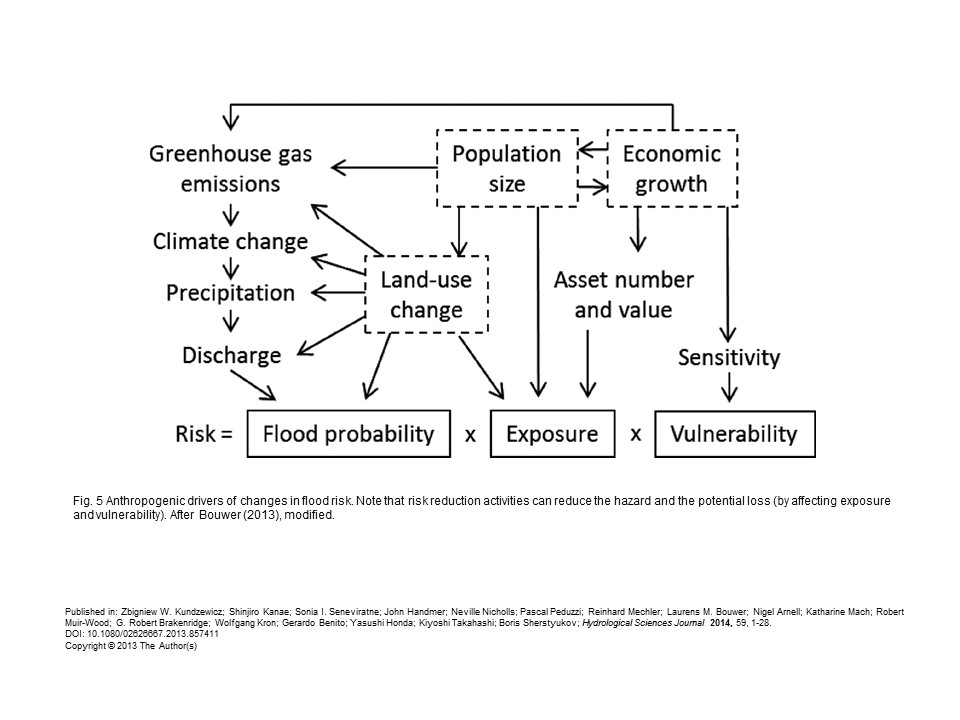 Greenhouse gas
emissions
Population
size
Economic
growth
Climate change
Precipitation
Land-use
change
Asset number
and value
Discharge
Sensitivity
Risk = Flood probability x Exposure x Vulnerability
Fig. 5 Anthropogenic drivers of changes in flood risk. Note that risk reduction activities can reduce the hazard and the potential loss (by affecting exposure
and vulnerability). After Bouwer (2013), modified.
Published in: Zbigniew W. Kundzewicz; Shinjiro Kanae; Sonia I. Seneviratne; John Handmer; Neville Nicholls; Pascal Peduzzi; Reinhard Mechler; Laurens M. Bouwer; Nigel Arnell; Katharine Mach; Robert
Muir-Wood; G. Robert Brakenridge; Wolfgang Kron; Gerardo Benito; Yasushi Honda; Kiyoshi Takahashi; Boris Sherstyukov; Hydrological Sciences Journal 2014, 59, 1-28.
DOI: 10.1080/02626667.2013.857411
Copyright © 2013 The Author(s)